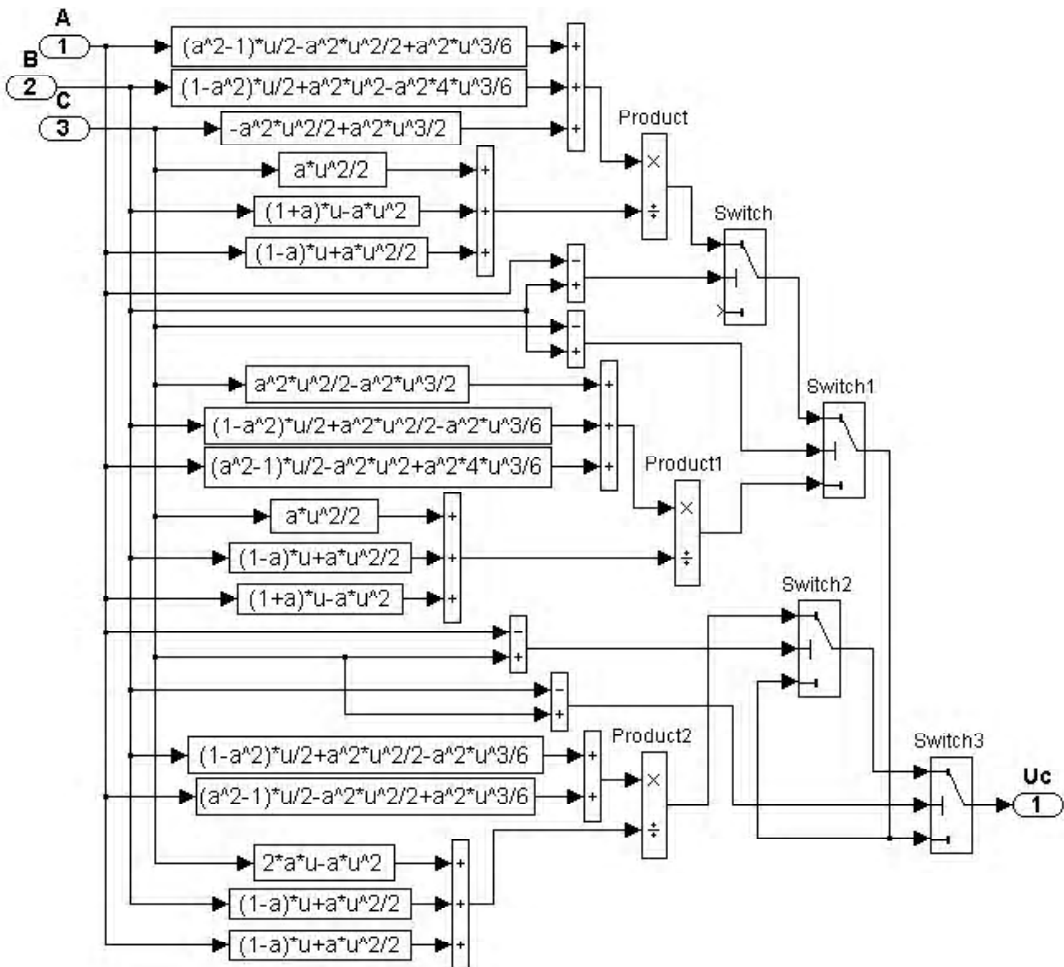 A
1
(a^2-1)*u/2-a^2*u^2/2+a^2*u^3/6
+
B
2
(1-a^2)*u/2+a^2*u^2-a^2*4*u^3/6
+
C
3
-a^2*u^2/2+a^2*u^3/2
+
Product
×
÷
a*u^2/2
+
(1+a)*u-a*u^2
+
(1-a)*u+a*u^2/2
+
Switch
-
+
-
+
Switch1
a^2*u^2/2-a^2*u^3/2
+
(1-a^2)*u/2+a^2*u^2/2-a^2*u^3/6
+
(a^2-1)*u/2-a^2*u^2+a^2*4*u^3/6
+
Product1
×
÷
a*u^2/2
+
(1-a)*u+a*u^2/2
+
(1+a)*u-a*u^2
+
Switch2
-
+
-
+
Product2
×
÷
Switch3
(1-a^2)*u/2+a^2*u^2/2-a^2*u^3/6
+
(a^2-1)*u/2-a^2*u^2/2+a^2*u^3/6
+
Uc
1
2*a*u-a*u^2
+
(1-a)*u+a*u^2/2
+
(1-a)*u+a*u^2/2
+